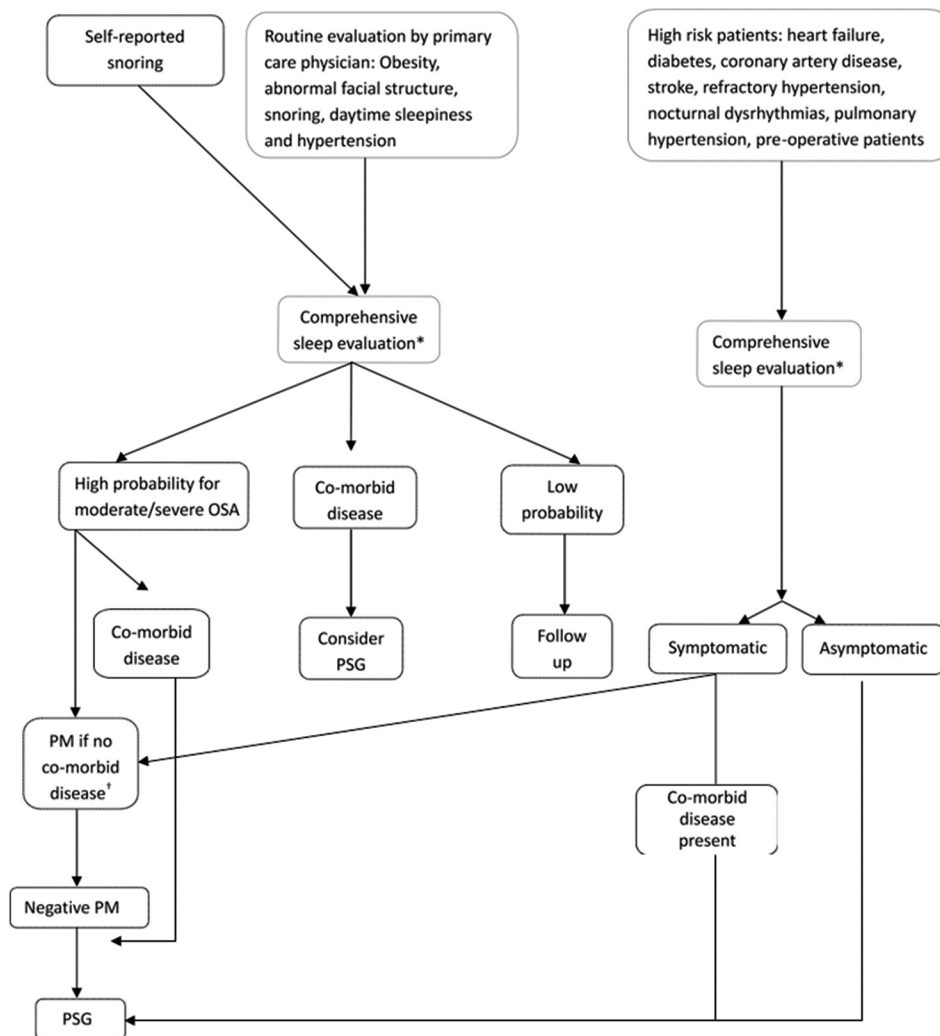 Self-reported
snoring
Routine evaluation by primary
care physician: Obesity,
abnormal facial structure,
snoring, daytime sleepiness
and hypertension
High risk patients: heart failure,
diabetes, coronary artery disease,
stroke, refractory hypertension,
nocturnal dysrhythmias, pulmonary
hypertension, pre-operative patients
Comprehensive
sleep evaluation*
Comprehensive
sleep evaluation*
High probability for
moderate/severe OSA
Co-morbid
disease
Low
probability
Co-morbid
disease
Consider
PSG
Follow
up
Symptomatic
Asymptomatic
PM if no
co-morbid
disease†
Co-morbid
disease
present
Negative PM
PSG